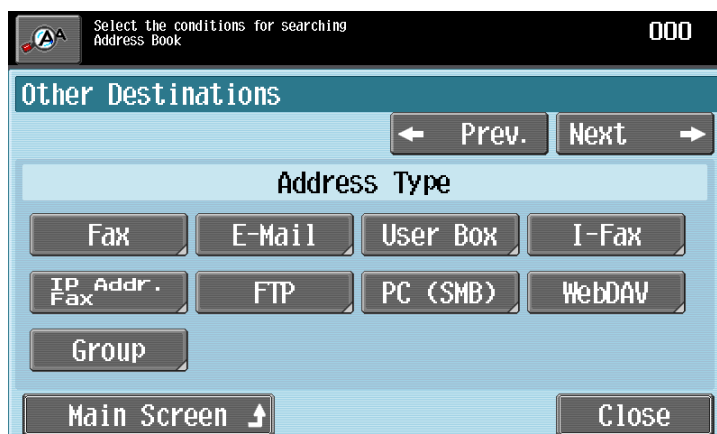 Select the conditions for searching
Address Book
000
Other Destinations
← Prev. Next →
Address Type
Fax E-Mail User Box I-Fax
IP Addr.
Fax
FTP PC (SMB) WebDAV
Group
Main Screen Close